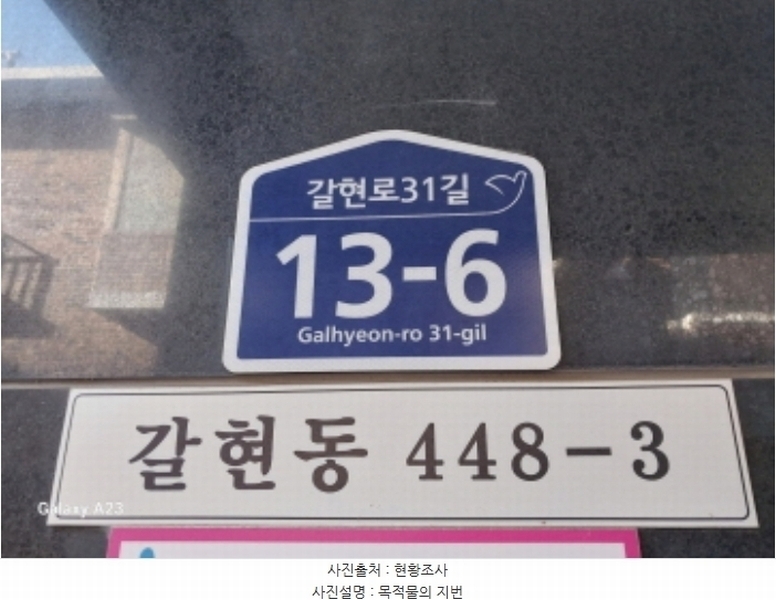 갈현로31길
13-6
Galhyeon-ro 31-gil
갈현동 448-3
Galaxy A23
사진출처 : 현황조사
사진설명 : 목적물의 지번